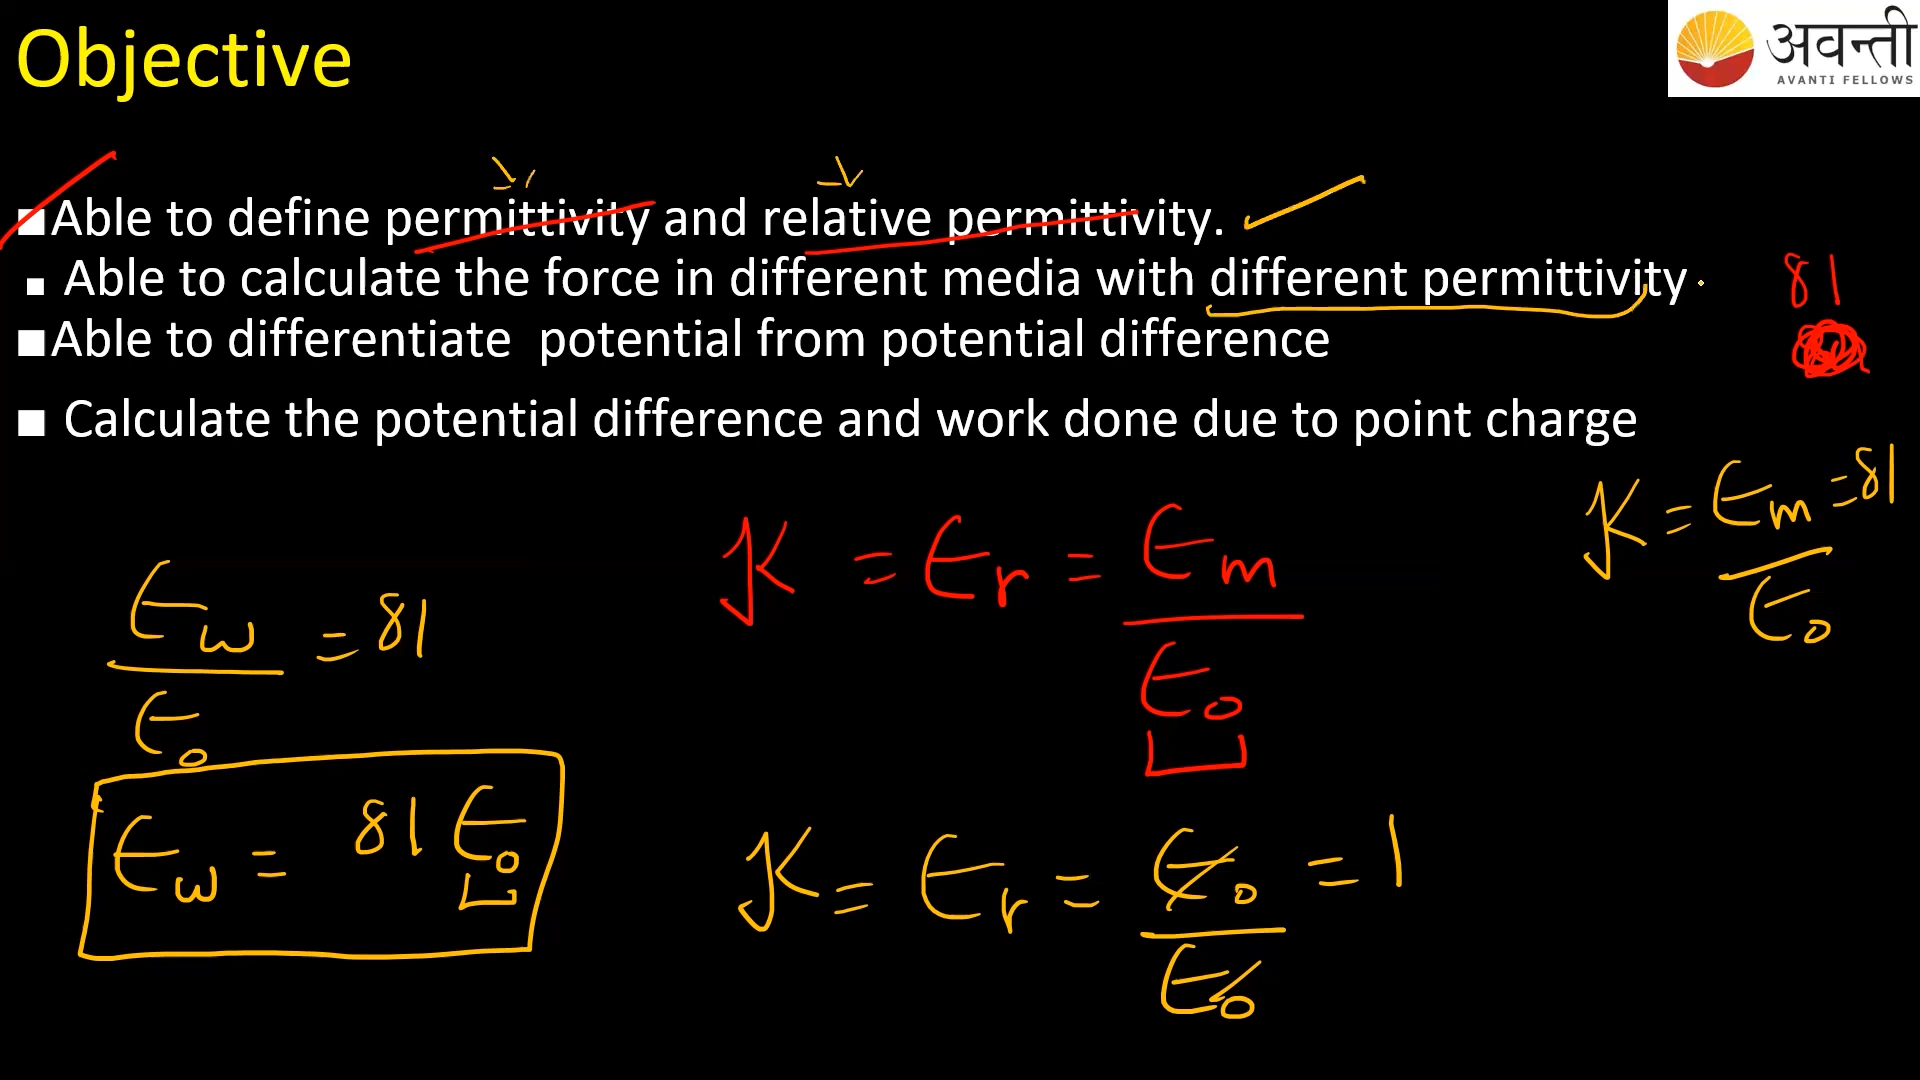 Objective
अवन्ती
AVANTI FELLOWS
▪Able to define permittivity and relative permittivity.
▪ Able to calculate the force in different media with different permittivity
▪Able to differentiate potential from potential difference
▪ Calculate the potential difference and work done due to point charge
81
K = ϵm = 81
ϵ0
K = ϵr = ϵm
ϵ0
ϵw = 81
ϵ0
ϵw = 81 ϵ0
K = ϵr = ϵ0 = 1
ϵ0